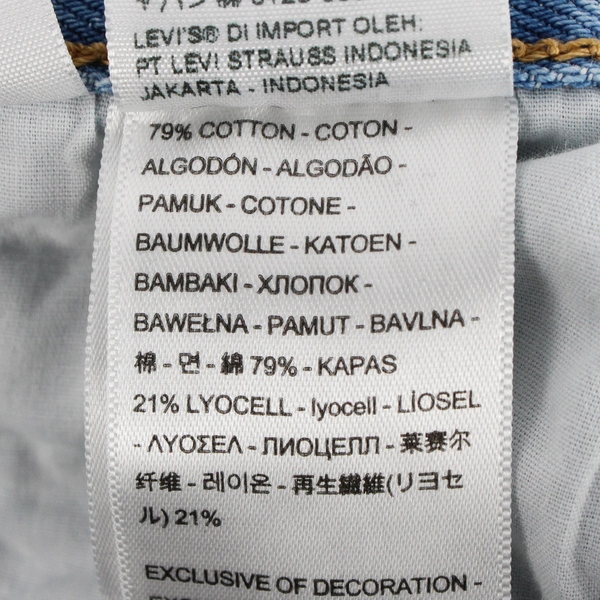 LEVI'S® DI IMPORT OLEH:
PT LEVI STRAUSS INDONESIA
JAKARTA - INDONESIA
79% COTTON - COTON -
ALGODÓN - ALGODÃO -
PAMUK - COTONE -
BAUMWOLLE - KATOEN -
BAMBAKI - ХЛОПОК -
BAWEŁNA - PAMUT - BAVLNA -
棉 - 면 - 綿 79% - KAPAS
21% LYOCELL - lyocell - LİOSEL
- ΛΥΟΣΕΛ - ЛИОЦЕЛЛ - 莱赛尔
纤维 - 레이온 - 再生繊維(リヨセ
ル) 21%
EXCLUSIVE OF DECORATION -